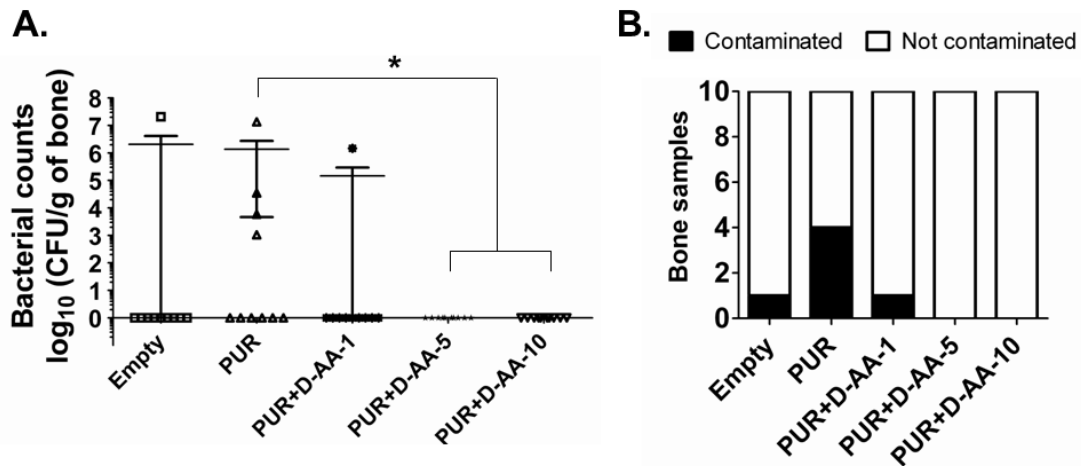 A.
*
Bacterial counts
log10 (CFU/g of bone)
8
7
6
5
4
3
2
1
0
Empty
PUR
PUR+D-AA-1
PUR+D-AA-5
PUR+D-AA-10
B.
Contaminated
Not contaminated
Bone samples
10
8
6
4
2
0
Empty
PUR
PUR+D-AA-1
PUR+D-AA-5
PUR+D-AA-10